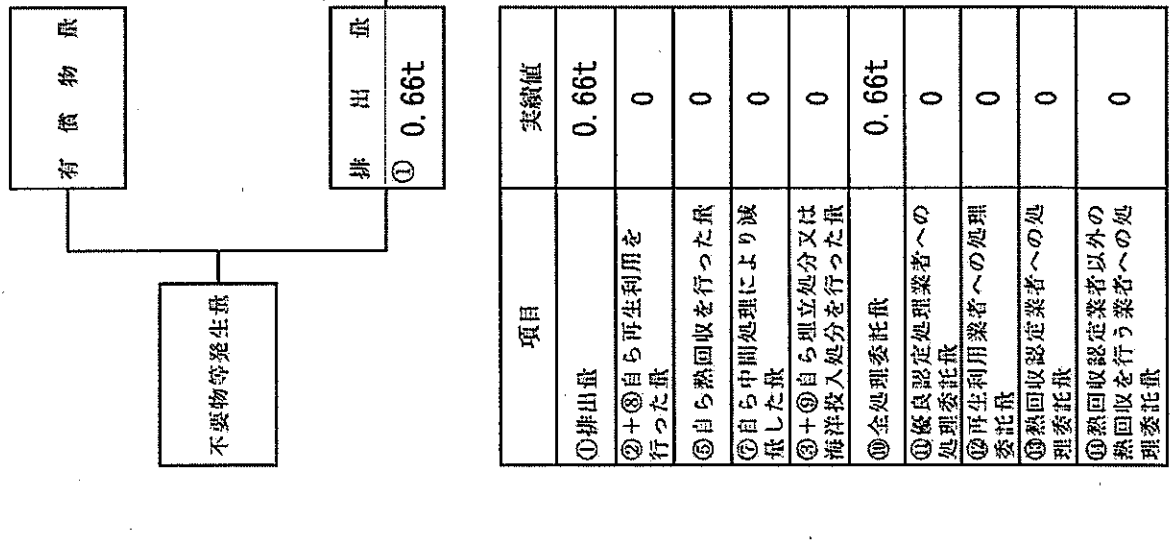 有償物量
不要物等発生量
排出量
① 0.66t
項目 実績値
①排出量 0.66t
②+⑧自ら再生利用を
行った量 0
⑤自ら熱回収を行った量 0
⑦自ら中間処理により減
量した量 0
③+⑨自ら埋立処分又は
海洋投入処分を行った量 0
⑩全処理委託量 0.66t
⑪優良認定処理業者への
処理委託量 0
⑫再生利用業者への処理
委託量 0
⑬熱回収認定業者への処
理委託量 0
⑭熱回収認定業者以外の
熱回収を行う業者への処
理委託量 0